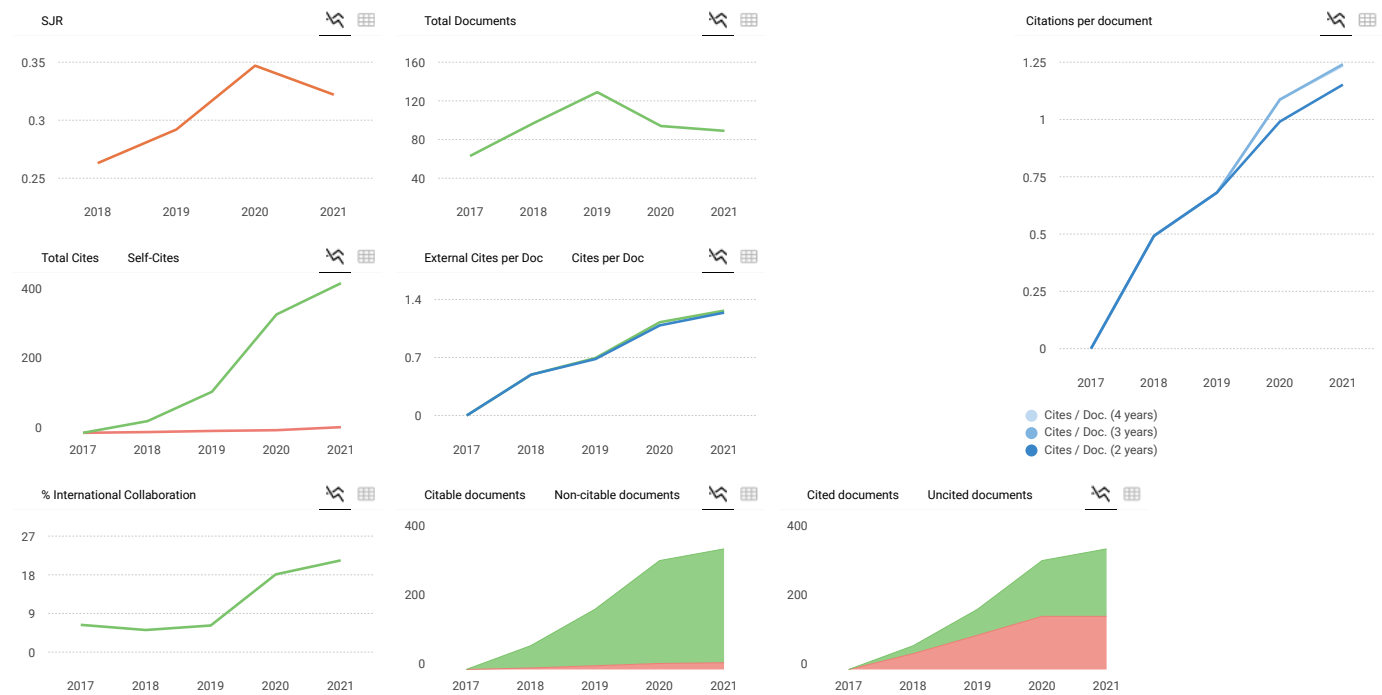 SJR
0.35
0.3
0.25
2018 2019 2020 2021
Total Documents
160
120
80
40
2017 2018 2019 2020 2021
Citations per document
1.25
1
0.75
0.5
0.25
0
2017 2018 2019 2020 2021
Cites / Doc. (4 years)
Cites / Doc. (3 years)
Cites / Doc. (2 years)
Total Cites Self-Cites
400
200
0
2017 2018 2019 2020 2021
External Cites per Doc Cites per Doc
1.4
0.7
0
2017 2018 2019 2020 2021
% International Collaboration
27
18
9
0
2017 2018 2019 2020 2021
Citable documents Non-citable documents
400
200
0
2017 2018 2019 2020 2021
Cited documents Uncited documents
400
200
0
2017 2018 2019 2020 2021